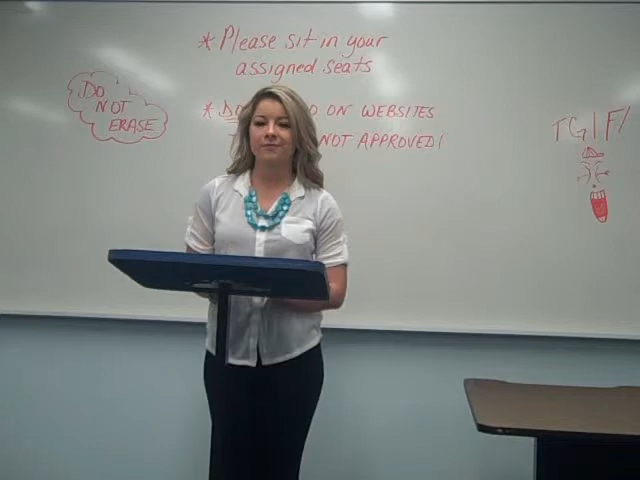 * Please sit in your
assigned seats
DO
NOT
ERASE
* ON WEBSITES
NOT APPROVED!
TGIF!